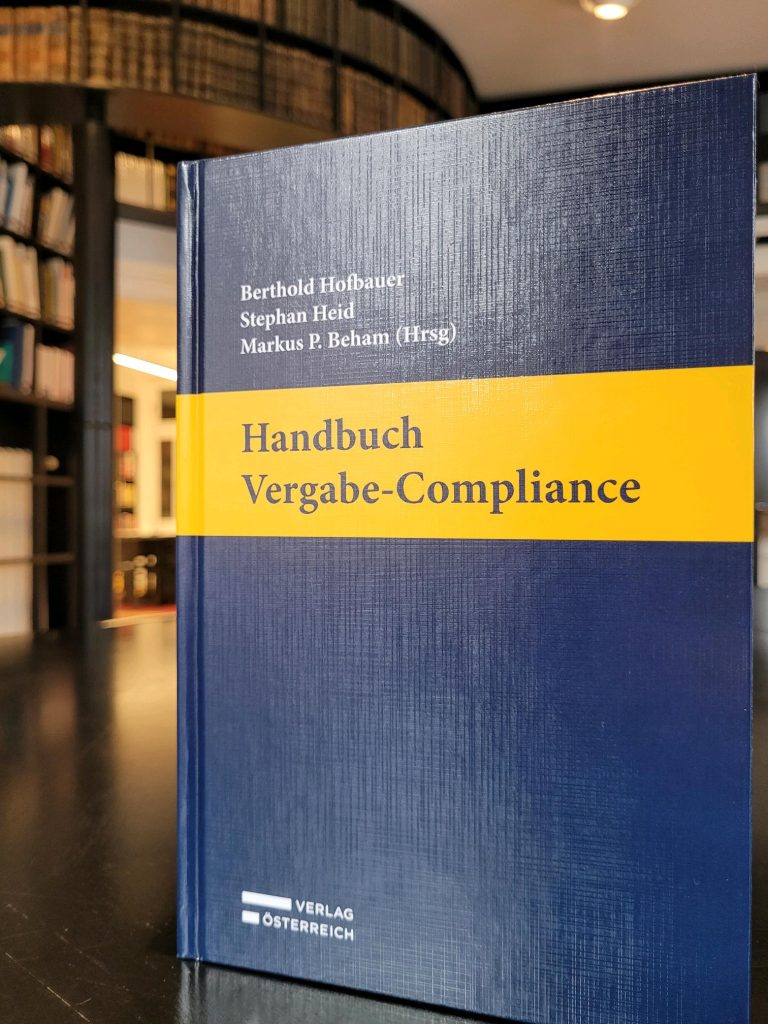 Berthold Hofbauer
Stephan Heid
Markus P. Beham (Hrsg)
Handbuch
Vergabe-Compliance
VERLAG
ÖSTERREICH